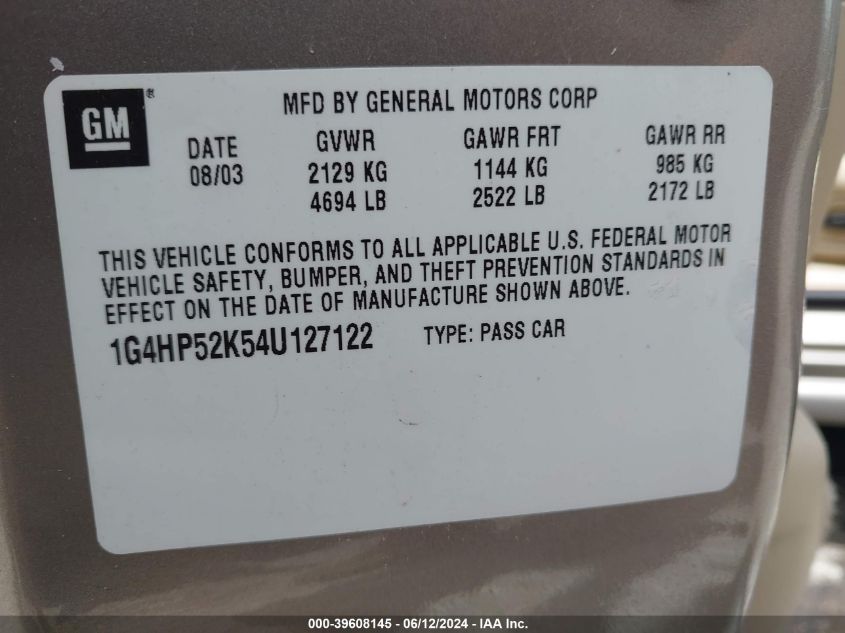 GM®
MFD BY GENERAL MOTORS CORP
DATE GVWR GAWR FRT GAWR RR
08/03 2129 KG 1144 KG 985 KG
4694 LB 2522 LB 2172 LB
THIS VEHICLE CONFORMS TO ALL APPLICABLE U.S. FEDERAL MOTOR
VEHICLE SAFETY, BUMPER, AND THEFT PREVENTION STANDARDS IN
EFFECT ON THE DATE OF MANUFACTURE SHOWN ABOVE.
1G4HP52K54U127122 TYPE: PASS CAR
000-39608145 - 06/12/2024 - IAA Inc.